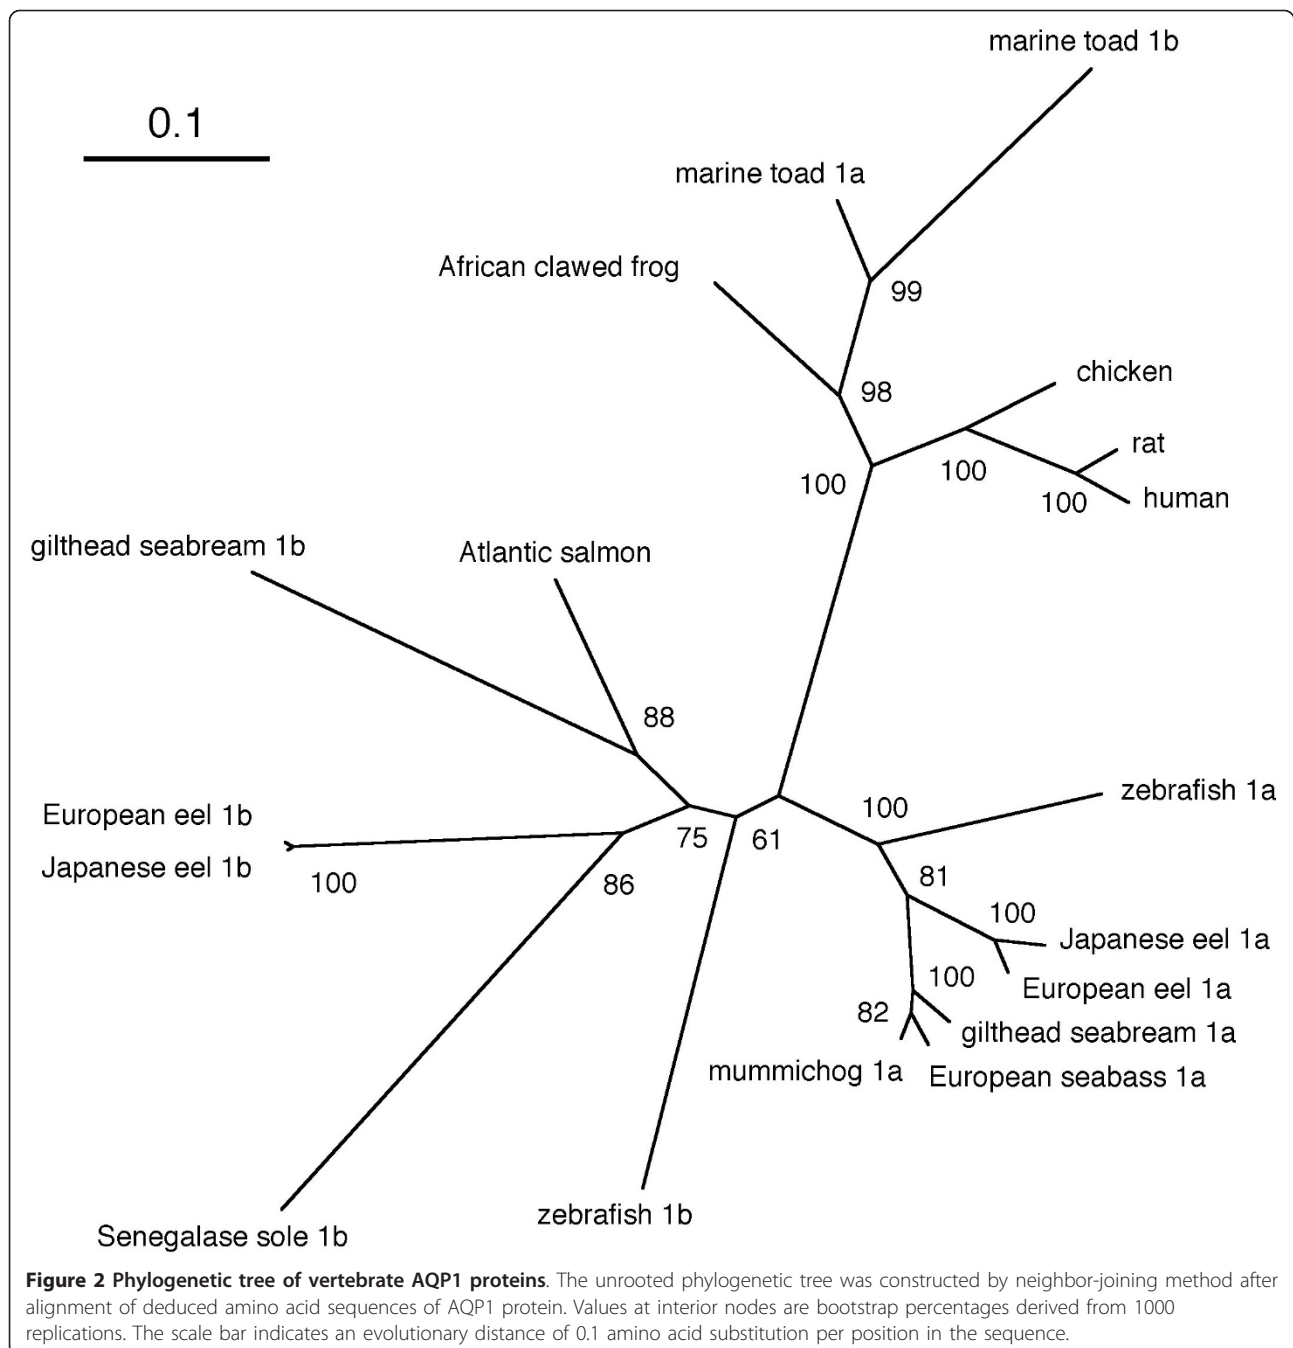 marine toad 1b
0.1
marine toad 1a
African clawed frog
99
chicken
98
rat
100
100
human
100
gilthead seabream 1b
Atlantic salmon
88
zebrafish 1a
100
European eel 1b
75
61
Japanese eel 1b
100
86
81
100
Japanese eel 1a
100
European eel 1a
82
gilthead seabream 1a
mummichog 1a
European seabass 1a
zebrafish 1b
Senegalase sole 1b
Figure 2 Phylogenetic tree of vertebrate AQP1 proteins. The unrooted phylogenetic tree was constructed by neighbor-joining method after
alignment of deduced amino acid sequences of AQP1 protein. Values at interior nodes are bootstrap percentages derived from 1000
replications. The scale bar indicates an evolutionary distance of 0.1 amino acid substitution per position in the sequence.